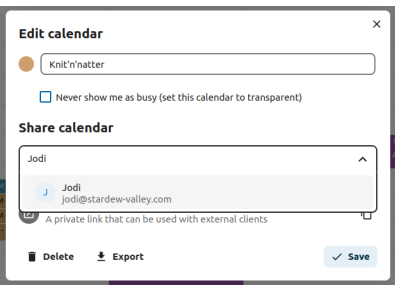 Edit calendar
Knit'n'natter
Never show me as busy (set this calendar to transparent)
Share calendar
Jodi
J
Jodi
jodi@stardew-valley.com
A private link that can be used with external clients
Delete
Export
Save